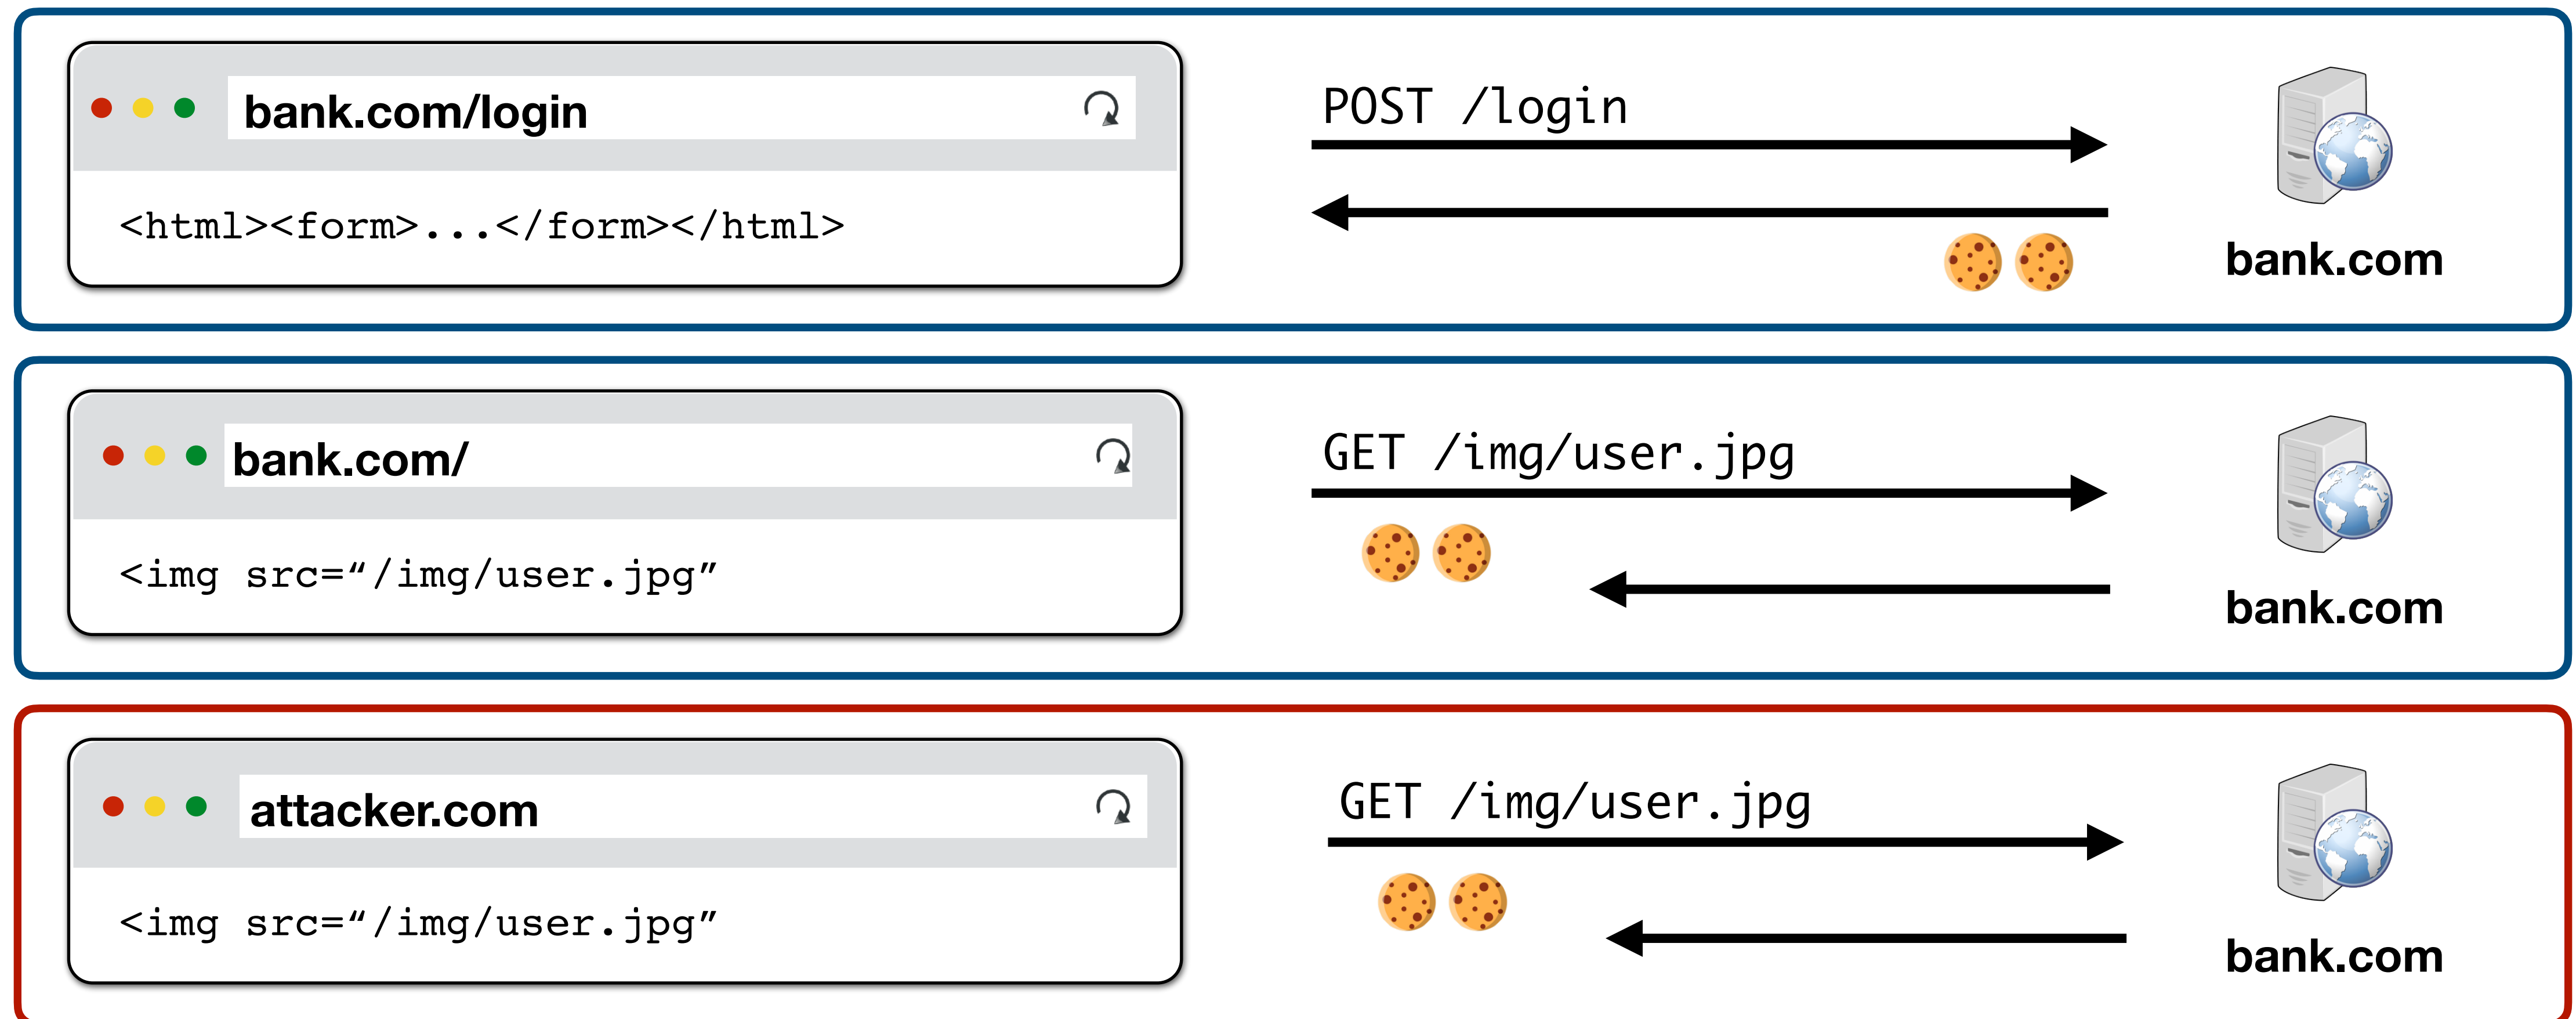 bank.com/login
POST /login
<html><form>...</form></html>
bank.com
bank.com/
GET /img/user.jpg
<img src=“/img/user.jpg”
bank.com
attacker.com
GET /img/user.jpg
<img src=“/img/user.jpg”
bank.com